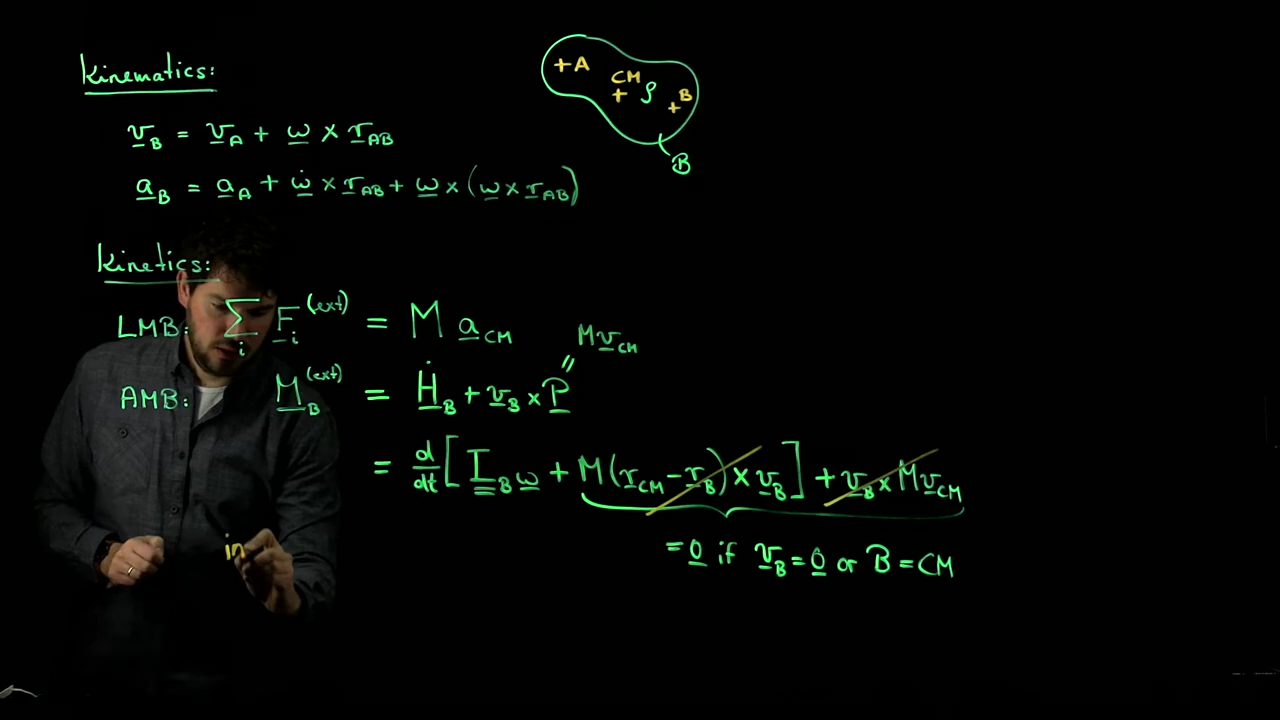 Kinematics:
+A
CM
+
ρ
+B
B
v_B = v_A + ω × r_AB
a_B = a_A + ω̇ × r_AB + ω × (ω × r_AB)
Kinetics:
LMB: Σ_i F_i^(ext) = M a_CM
M v_CM
=
AMB: M_B^(ext) = Ḣ_B + v_B × P
= d/dt [ I_B ω + M (r_CM − r_B) × v_B ] + v_B × M v_CM
= 0 if v_B = 0 or B = CM
in